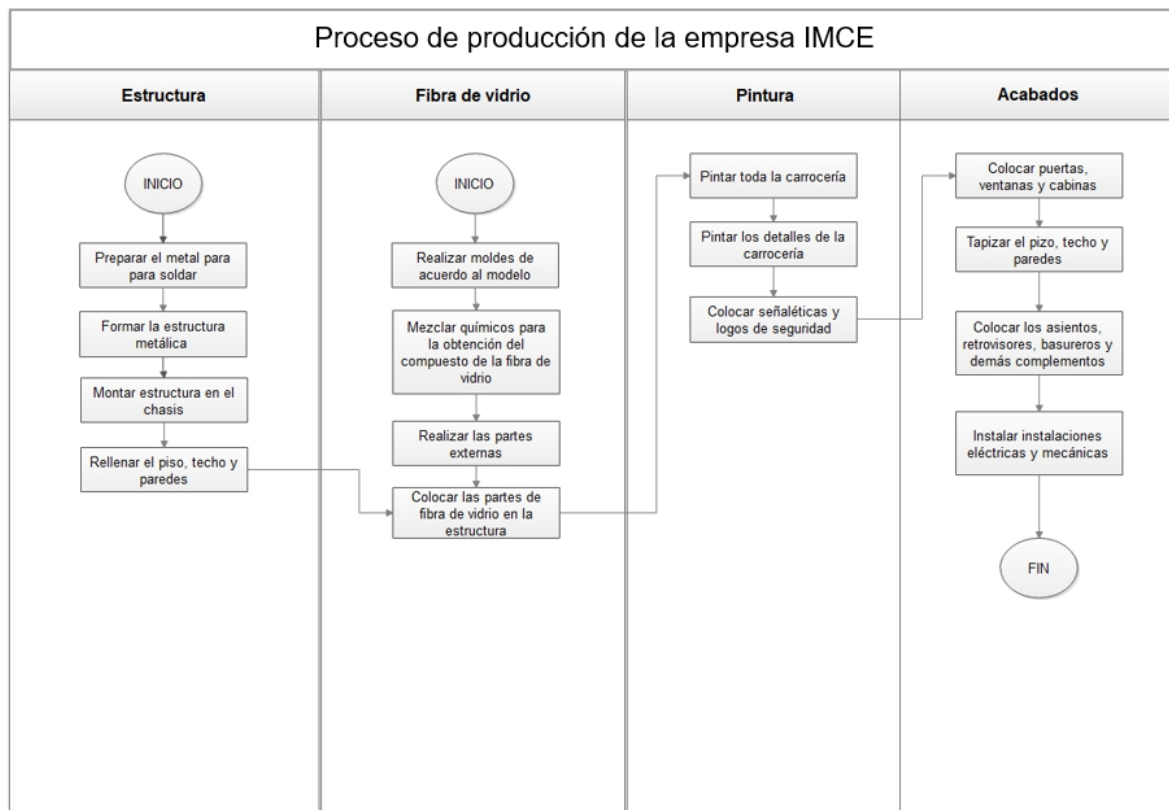 Proceso de producción de la empresa IMCE
Estructura
INICIO
Preparar el metal para
para soldar
Formar la estructura
metálica
Montar estructura en el
chasis
Rellenar el piso, techo y
paredes
Fibra de vidrio
INICIO
Realizar moldes de
acuerdo al modelo
Mezclar químicos para
la obtención del
compuesto de la fibra de
vidrio
Realizar las partes
externas
Colocar las partes de
fibra de vidrio en la
estructura
Pintura
Pintar toda la carrocería
Pintar los detalles de la
carrocería
Colocar señaléticas y
logos de seguridad
Acabados
Colocar puertas,
ventanas y cabinas
Tapizar el pizo, techo y
paredes
Colocar los asientos,
retrovisores, basureros y
demás complementos
Instalar instalaciones
eléctricas y mecánicas
FIN